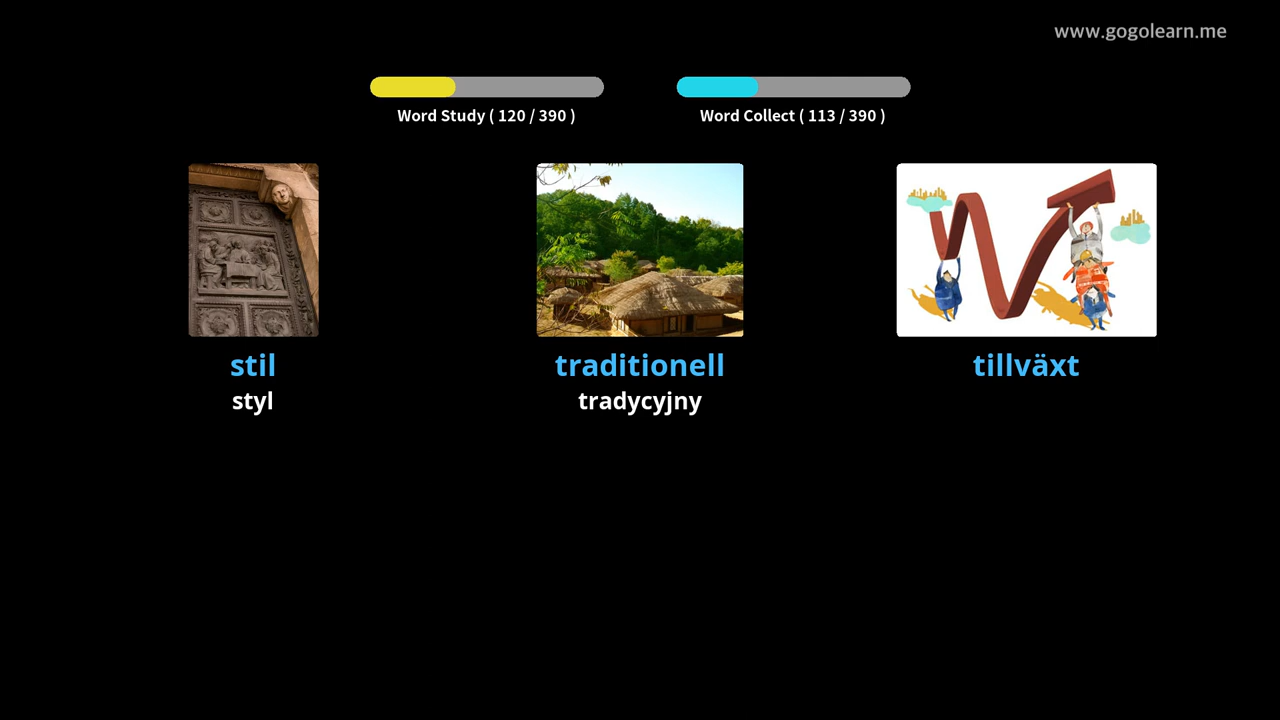 www.gogolearn.me
Word Study ( 120 / 390 )
Word Collect ( 113 / 390 )
stil
traditionell
tillväxt
styl
tradycyjny